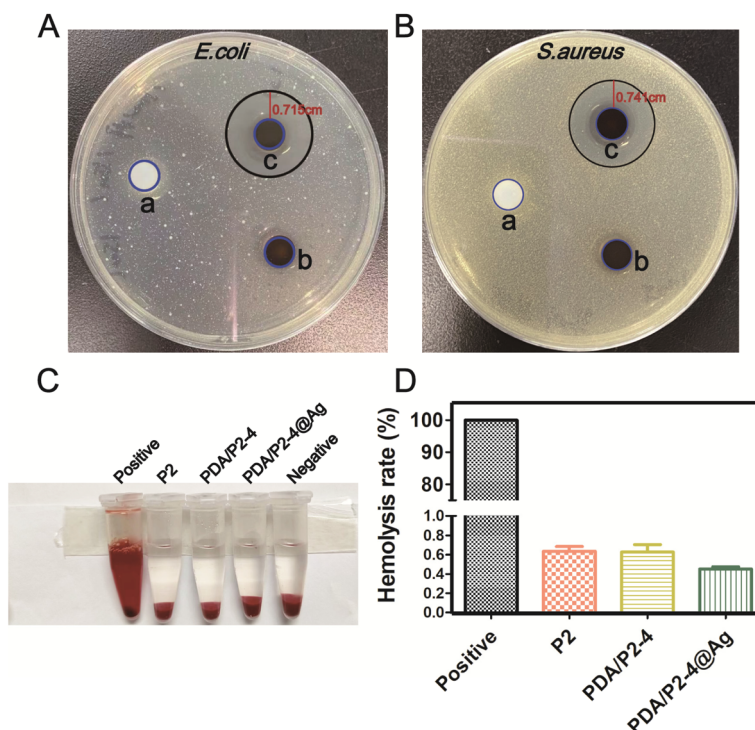 A
E.coli
0.715cm
c
a
b
B
S.aureus
0.741cm
c
a
b
C
Positive
P2
PDA/P2-4
PDA/P2-4@Ag
Negative
D
Hemolysis rate (%)
100
90
80
1.0
0.8
0.6
0.4
0.2
0.0
Positive
P2
PDA/P2-4
PDA/P2-4@Ag